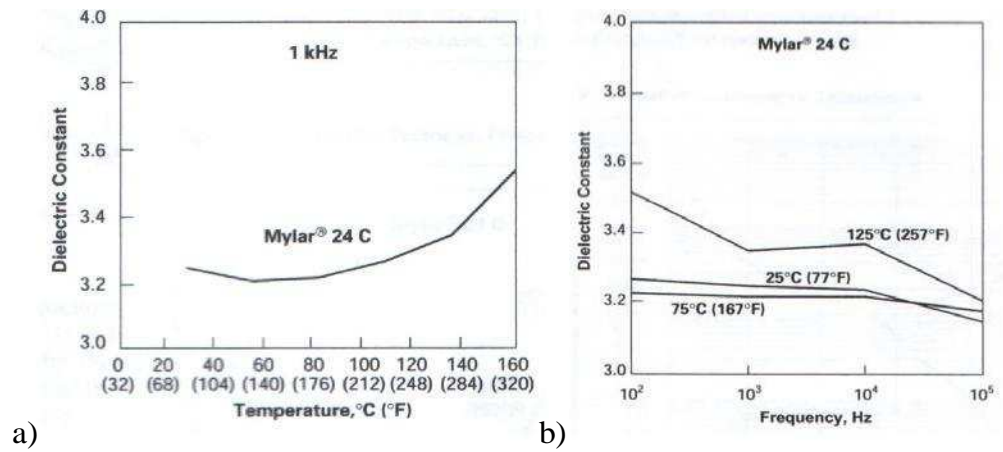 4.0
1 kHz
3.8
3.6
3.4
3.2
3.0
Dielectric Constant
Mylar® 24 C
0 20 40 60 80 100 120 140 160
(32) (68) (104) (140) (176) (212) (248) (284) (320)
Temperature,°C (°F)
a)
4.0
Mylar® 24 C
3.8
3.6
3.4
3.2
3.0
Dielectric Constant
125°C (257°F)
25°C (77°F)
75°C (167°F)
10² 10³ 10⁴ 10⁵
Frequency, Hz
b)